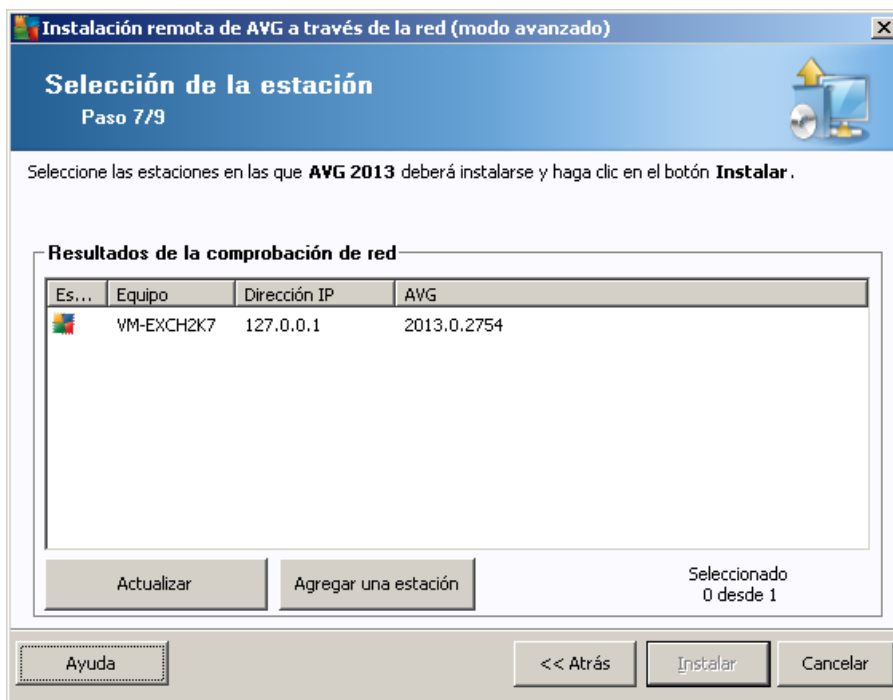 Instalación remota de AVG a través de la red (modo avanzado)
Selección de la estación
Paso 7/9
Seleccione las estaciones en las que AVG 2013 deberá instalarse y haga clic en el botón Instalar.
Resultados de la comprobación de red
Es... Equipo Dirección IP AVG
VM-EXCH2K7 127.0.0.1 2013.0.2754
Actualizar Agregar una estación Seleccionado
0 desde 1
Ayuda << Atrás Instalar Cancelar